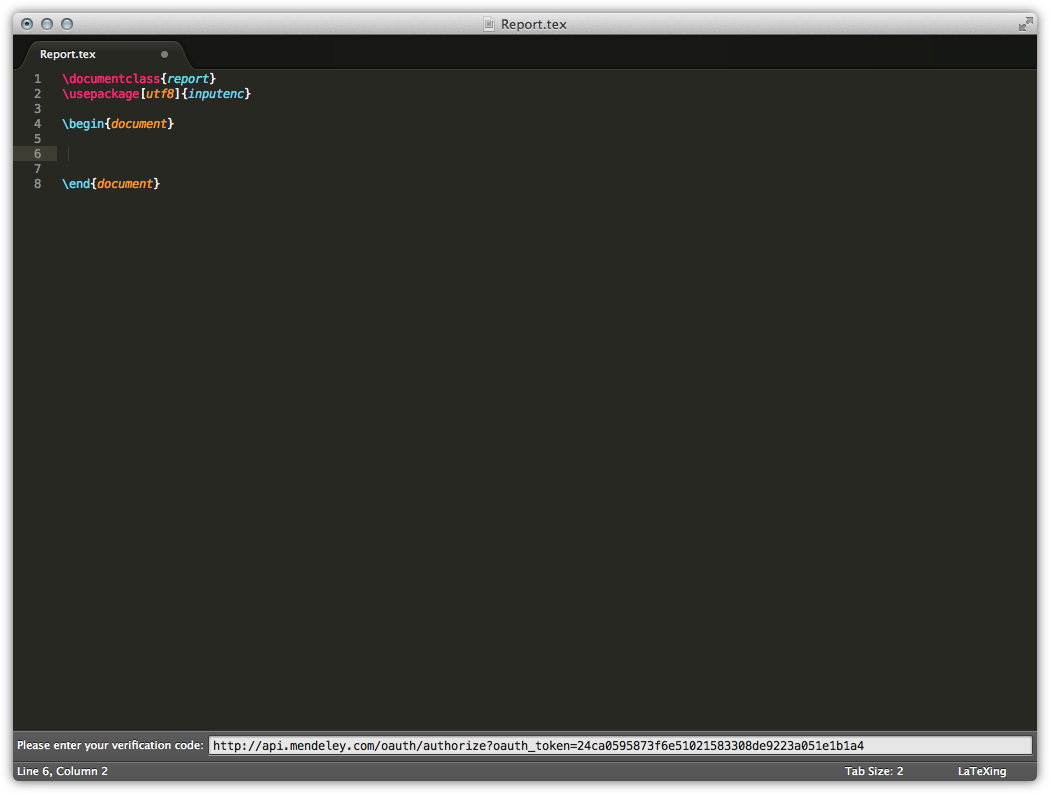 Report.tex
Report.tex
1 \documentclass{report}
2 \usepackage[utf8]{inputenc}
3
4 \begin{document}
5
6
7
8 \end{document}
Please enter your verification code: http://api.mendeley.com/oauth/authorize?oauth_token=24ca0595873f6e51021583308de9223a051e1b1a4
Line 6, Column 2 Tab Size: 2 LaTeXing